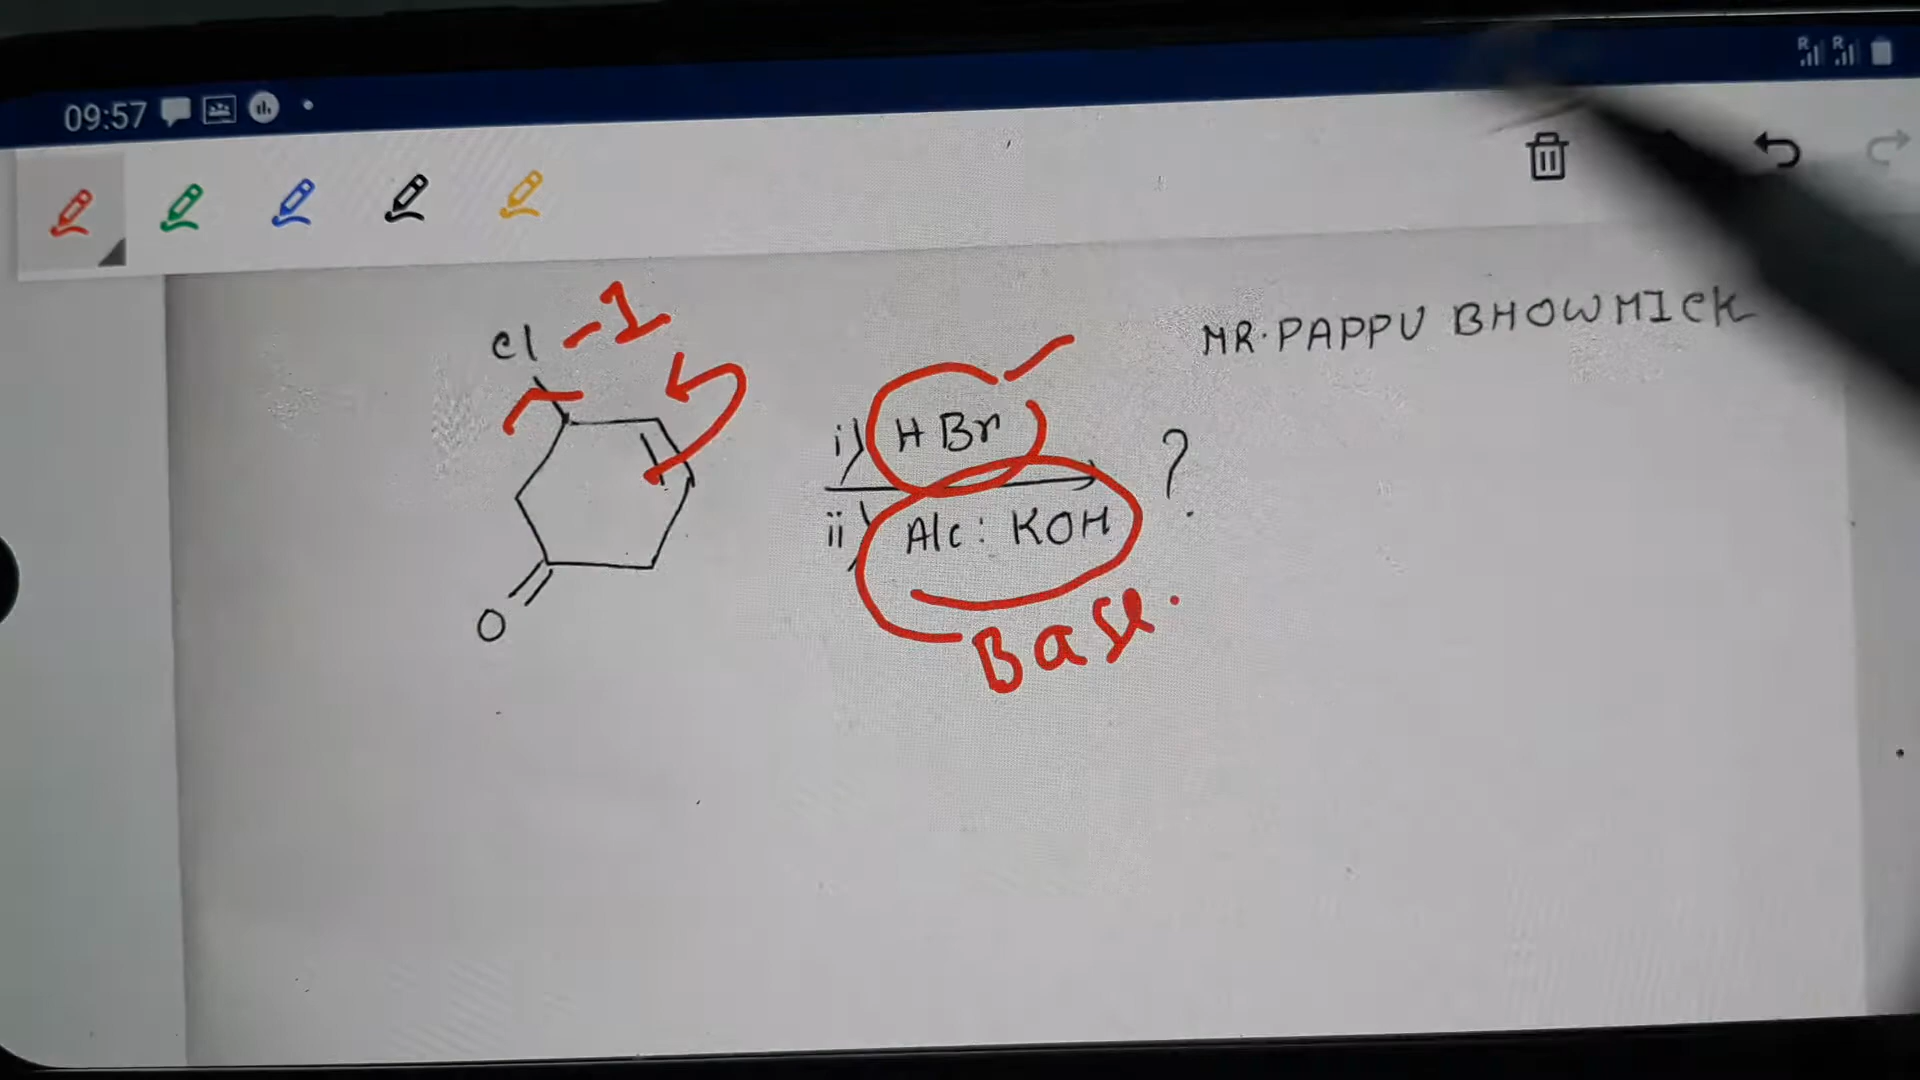 09:57
Cl -I
MR. PAPPU BHOWMICK
i) HBr
?
ii) Alc: KOH
O
Base.